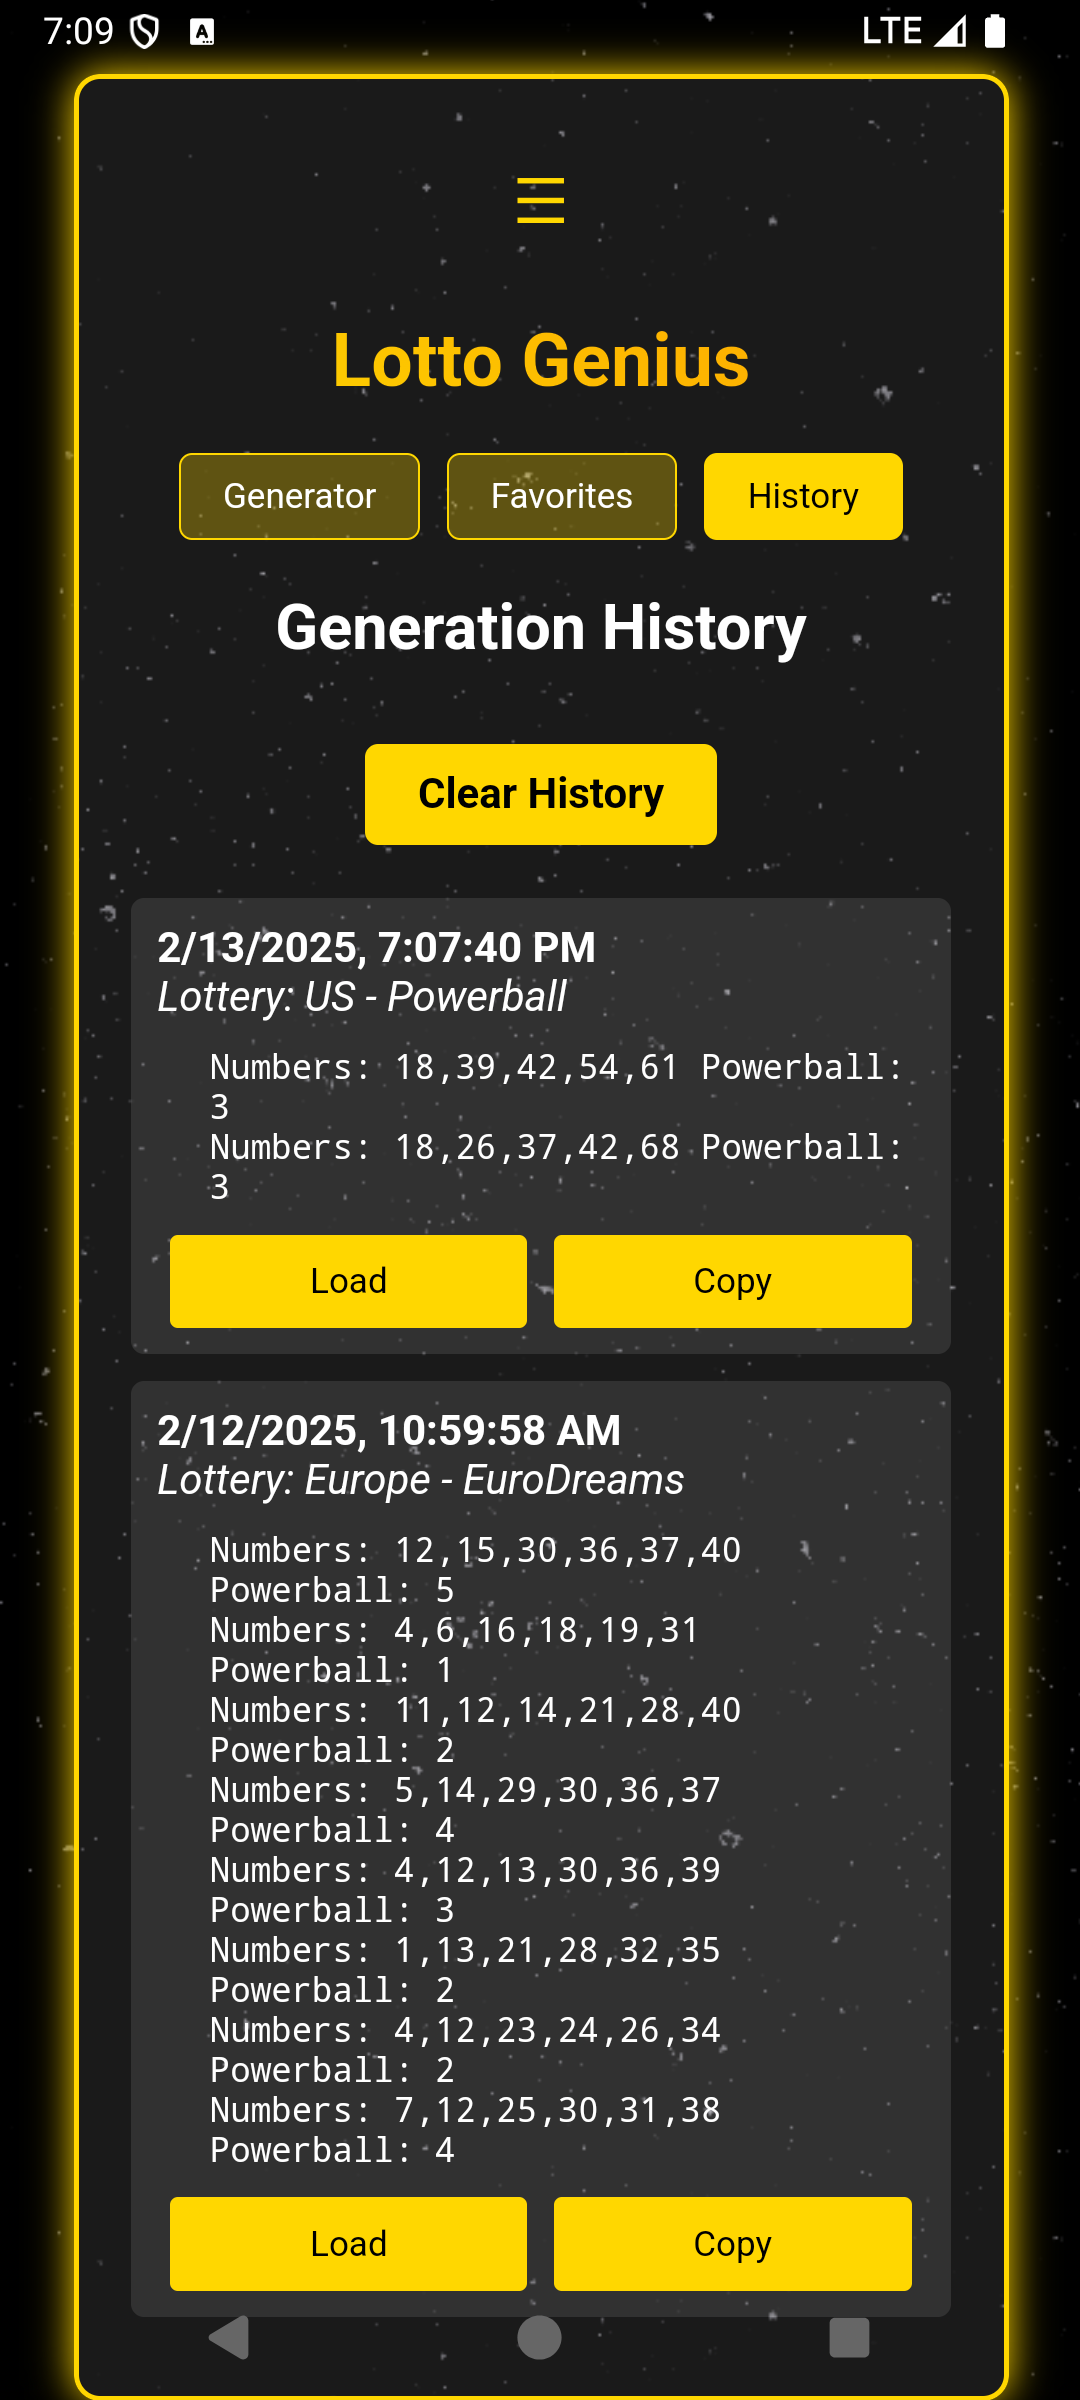 7:09
LTE
Lotto Genius
Generator Favorites History
Generation History
Clear History
2/13/2025, 7:07:40 PM
Lottery: US - Powerball
Numbers: 18,39,42,54,61 Powerball:
3
Numbers: 18,26,37,42,68 Powerball:
3
Load Copy
2/12/2025, 10:59:58 AM
Lottery: Europe - EuroDreams
Numbers: 12,15,30,36,37,40
Powerball: 5
Numbers: 4,6,16,18,19,31
Powerball: 1
Numbers: 11,12,14,21,28,40
Powerball: 2
Numbers: 5,14,29,30,36,37
Powerball: 4
Numbers: 4,12,13,30,36,39
Powerball: 3
Numbers: 1,13,21,28,32,35
Powerball: 2
Numbers: 4,12,23,24,26,34
Powerball: 2
Numbers: 7,12,25,30,31,38
Powerball: 4
Load Copy